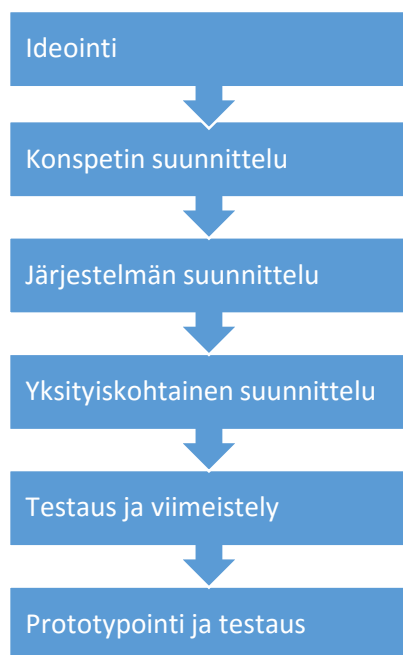 Ideointi
Konspetin suunnittelu
Järjestelmän suunnittelu
Yksityiskohtainen suunnittelu
Testaus ja viimeistely
Prototypointi ja testaus